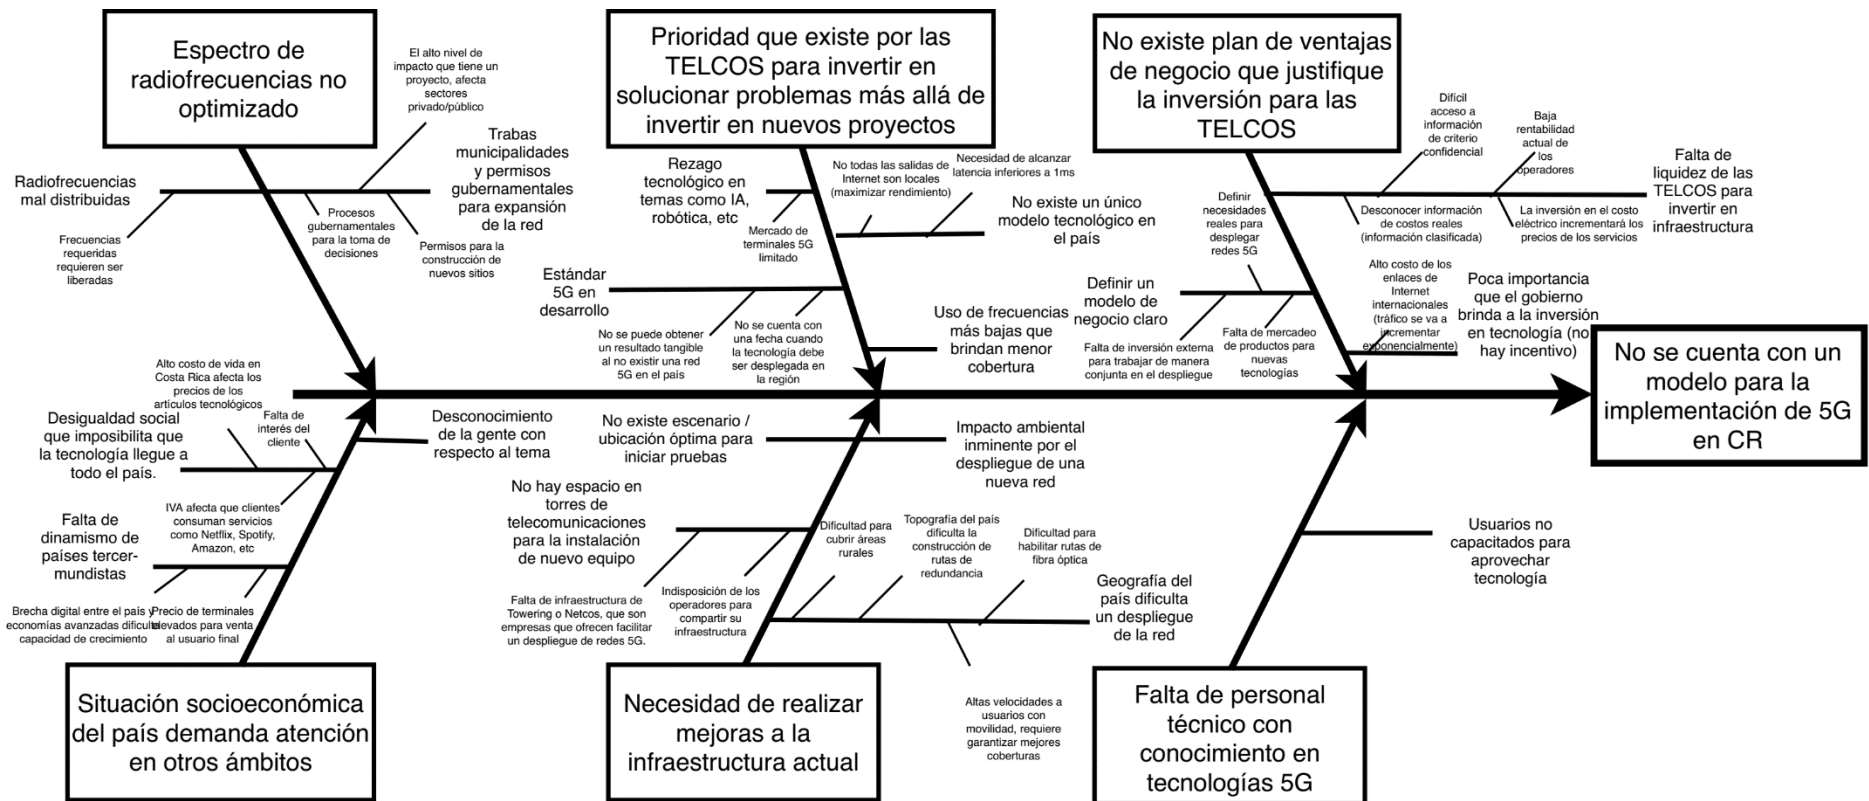 Espectro de
radiofrecuencias no
optimizado
El alto nivel de
impacto que tiene un
proyecto, afecta
sectores
privado/público
Radiofrecuencias
mal distribuidas
Frecuencias
requeridas
requieren ser
liberadas
Trabas
municipalidades
y permisos
gubernamentales
para expansión
de la red
Procesos
gubernamentales
para la toma de
decisiones
Permisos para la
construcción de
nuevos sitios
Prioridad que existe por las
TELCOS para invertir en
solucionar problemas más allá de
invertir en nuevos proyectos
Rezago
tecnológico en
temas como IA,
robótica, etc
Mercado de
terminales 5G
limitado
No todas las salidas de
Internet son locales
(maximizar rendimiento)
Necesidad de alcanzar
latencia inferiores a 1ms
No existe un único
modelo tecnológico en
el país
Estándar
5G en
desarrollo
No se puede obtener
un resultado tangible
al no existir una red
5G en el país
No se cuenta con
una fecha cuando
la tecnología debe
ser desplegada en
la región
Uso de frecuencias
más bajas que
brindan menor
cobertura
No existe plan de ventajas
de negocio que justifique
la inversión para las
TELCOS
Difícil
acceso a
información
de criterio
confidencial
Baja
rentabilidad
actual de
los
operadores
Falta de
liquidez de las
TELCOS para
invertir en
infraestructura
Desconocer información
de costos reales
(información clasificada)
La inversión en el costo
eléctrico incrementará los
precios de los servicios
Definir
necesidades
reales para
desplegar
redes 5G
Definir un
modelo de
negocio claro
Falta de inversión externa
para trabajar de manera
conjunta en el despliegue
Falta de mercadeo
de productos para
nuevas
tecnologías
Alto costo de los
enlaces de
Internet
internacionales
(tráfico se va a
incrementar
exponencialmente)
Poca importancia
que el gobierno
brinda a la inversión
en tecnología (no
hay incentivo)
No se cuenta con un
modelo para la
implementación de 5G
en CR
Alto costo de vida en
Costa Rica afecta los
precios de los
artículos tecnológicos
Falta de
interés del
cliente
Desigualdad social
que imposibilita que
la tecnología llegue a
todo el país.
Desconocimiento
de la gente con
respecto al tema
IVA afecta que clientes
consuman servicios
como Netflix, Spotify,
Amazon, etc
Falta de
dinamismo de
países tercer-
mundistas
Brecha digital entre el país y
economías avanzadas dificulta
capacidad de crecimiento
Precio de terminales
elevados para venta
al usuario final
Situación socioeconómica
del país demanda atención
en otros ámbitos
No existe escenario /
ubicación óptima para
iniciar pruebas
Impacto ambiental
inminente por el
despliegue de una
nueva red
No hay espacio en
torres de
telecomunicaciones
para la instalación
de nuevo equipo
Falta de infraestructura de
Towering o Netcos, que son
empresas que ofrecen facilitar
un despliegue de redes 5G.
Indisposición de los
operadores para
compartir su
infraestructura
Dificultad para
cubrir áreas
rurales
Topografía del país
dificulta la
construcción de
rutas de
redundancia
Dificultad para
habilitar rutas de
fibra óptica
Geografía del
país dificulta
un despliegue
de la red
Altas velocidades a
usuarios con
movilidad, requiere
garantizar mejores
coberturas
Necesidad de realizar
mejoras a la
infraestructura actual
Usuarios no
capacitados para
aprovechar
tecnología
Falta de personal
técnico con
conocimiento en
tecnologías 5G